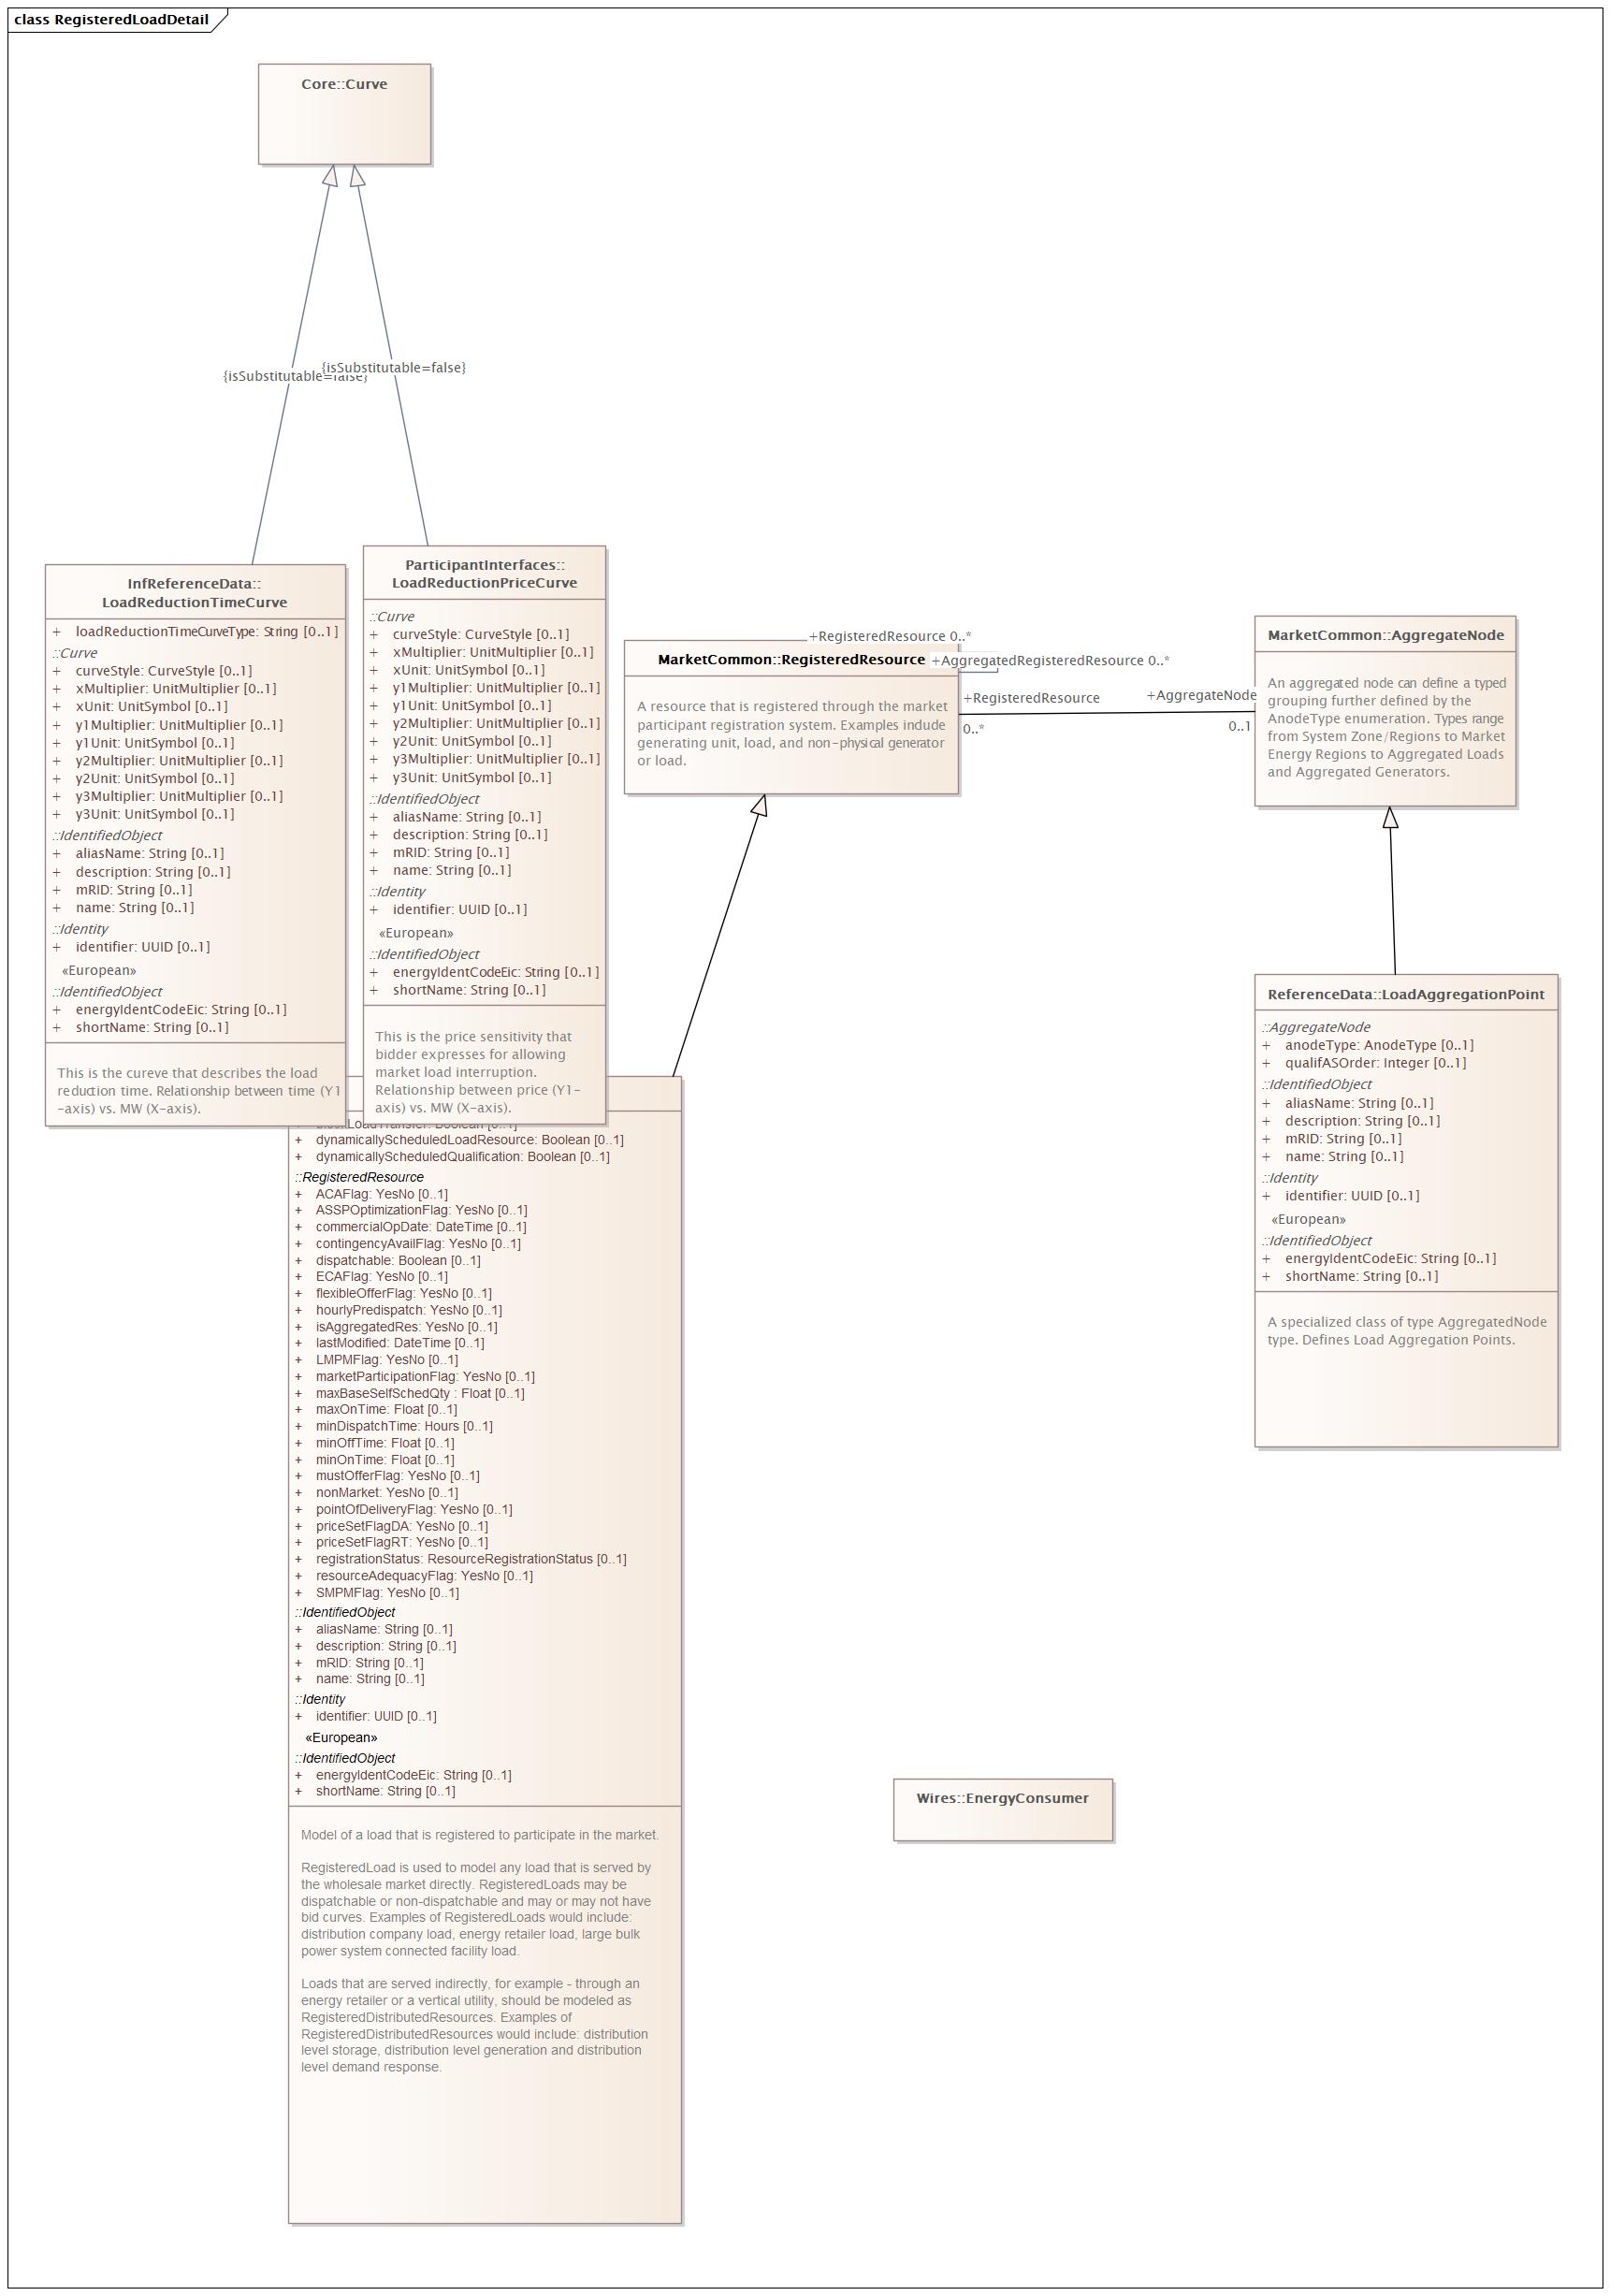 class RegisteredLoadDetail
Core::Curve
{isSubstitutable=false}
{isSubstitutable=false}
InfReferenceData::
LoadReductionTimeCurve
+ loadReductionTimeCurveType: String [0..1]
::Curve
+ curveStyle: CurveStyle [0..1]
+ xMultiplier: UnitMultiplier [0..1]
+ xUnit: UnitSymbol [0..1]
+ y1Multiplier: UnitMultiplier [0..1]
+ y1Unit: UnitSymbol [0..1]
+ y2Multiplier: UnitMultiplier [0..1]
+ y2Unit: UnitSymbol [0..1]
+ y3Multiplier: UnitMultiplier [0..1]
+ y3Unit: UnitSymbol [0..1]
::IdentifiedObject
+ aliasName: String [0..1]
+ description: String [0..1]
+ mRID: String [0..1]
+ name: String [0..1]
::Identity
+ identifier: UUID [0..1]
«European»
::IdentifiedObject
+ energyIdentCodeEic: String [0..1]
+ shortName: String [0..1]
This is the cureve that describes the load
reduction time. Relationship between time (Y1
-axis) vs. MW (X-axis).
ParticipantInterfaces::
LoadReductionPriceCurve
::Curve
+ curveStyle: CurveStyle [0..1]
+ xMultiplier: UnitMultiplier [0..1]
+ xUnit: UnitSymbol [0..1]
+ y1Multiplier: UnitMultiplier [0..1]
+ y1Unit: UnitSymbol [0..1]
+ y2Multiplier: UnitMultiplier [0..1]
+ y2Unit: UnitSymbol [0..1]
+ y3Multiplier: UnitMultiplier [0..1]
+ y3Unit: UnitSymbol [0..1]
::IdentifiedObject
+ aliasName: String [0..1]
+ description: String [0..1]
+ mRID: String [0..1]
+ name: String [0..1]
::Identity
+ identifier: UUID [0..1]
«European»
::IdentifiedObject
+ energyIdentCodeEic: String [0..1]
+ shortName: String [0..1]
This is the price sensitivity that
bidder expresses for allowing
market load interruption.
Relationship between price (Y1-
axis) vs. MW (X-axis).
MarketCommon::RegisteredResource
A resource that is registered through the market
participant registration system. Examples include
generating unit, load, and non-physical generator
or load.
+RegisteredResource 0..*
+AggregatedRegisteredResource 0..*
+RegisteredResource
0..*
+AggregateNode
0..1
MarketCommon::AggregateNode
An aggregated node can define a typed
grouping further defined by the
AnodeType enumeration. Types range
from System Zone/Regions to Market
Energy Regions to Aggregated Loads
and Aggregated Generators.
ReferenceData::LoadAggregationPoint
::AggregateNode
+ anodeType: AnodeType [0..1]
+ qualifASOrder: Integer [0..1]
::IdentifiedObject
+ aliasName: String [0..1]
+ description: String [0..1]
+ mRID: String [0..1]
+ name: String [0..1]
::Identity
+ identifier: UUID [0..1]
«European»
::IdentifiedObject
+ energyIdentCodeEic: String [0..1]
+ shortName: String [0..1]
A specialized class of type AggregatedNode
type. Defines Load Aggregation Points.
+ dynamicallyScheduledLoadResource: Boolean [0..1]
+ dynamicallyScheduledQualification: Boolean [0..1]
::RegisteredResource
+ ACAFlag: YesNo [0..1]
+ ASSPOptimizationFlag: YesNo [0..1]
+ commercialOpDate: DateTime [0..1]
+ contingencyAvailFlag: YesNo [0..1]
+ dispatchable: Boolean [0..1]
+ ECAFlag: YesNo [0..1]
+ flexibleOfferFlag: YesNo [0..1]
+ hourlyPredispatch: YesNo [0..1]
+ isAggregatedRes: YesNo [0..1]
+ lastModified: DateTime [0..1]
+ LMPMFlag: YesNo [0..1]
+ marketParticipationFlag: YesNo [0..1]
+ maxBaseSelfSchedQty : Float [0..1]
+ maxOnTime: Float [0..1]
+ minDispatchTime: Hours [0..1]
+ minOffTime: Float [0..1]
+ minOnTime: Float [0..1]
+ mustOfferFlag: YesNo [0..1]
+ nonMarket: YesNo [0..1]
+ pointOfDeliveryFlag: YesNo [0..1]
+ priceSetFlagDA: YesNo [0..1]
+ priceSetFlagRT: YesNo [0..1]
+ registrationStatus: ResourceRegistrationStatus [0..1]
+ resourceAdequacyFlag: YesNo [0..1]
+ SMPMFlag: YesNo [0..1]
::IdentifiedObject
+ aliasName: String [0..1]
+ description: String [0..1]
+ mRID: String [0..1]
+ name: String [0..1]
::Identity
+ identifier: UUID [0..1]
«European»
::IdentifiedObject
+ energyIdentCodeEic: String [0..1]
+ shortName: String [0..1]
Model of a load that is registered to participate in the market.
RegisteredLoad is used to model any load that is served by
the wholesale market directly. RegisteredLoads may be
dispatchable or non-dispatchable and may or may not have
bid curves. Examples of RegisteredLoads would include:
distribution company load, energy retailer load, large bulk
power system connected facility load.
Loads that are served indirectly, for example - through an
energy retailer or a vertical utility, should be modeled as
RegisteredDistributedResources. Examples of
RegisteredDistributedResources would include: distribution
level storage, distribution level generation and distribution
level demand response.
Wires::EnergyConsumer